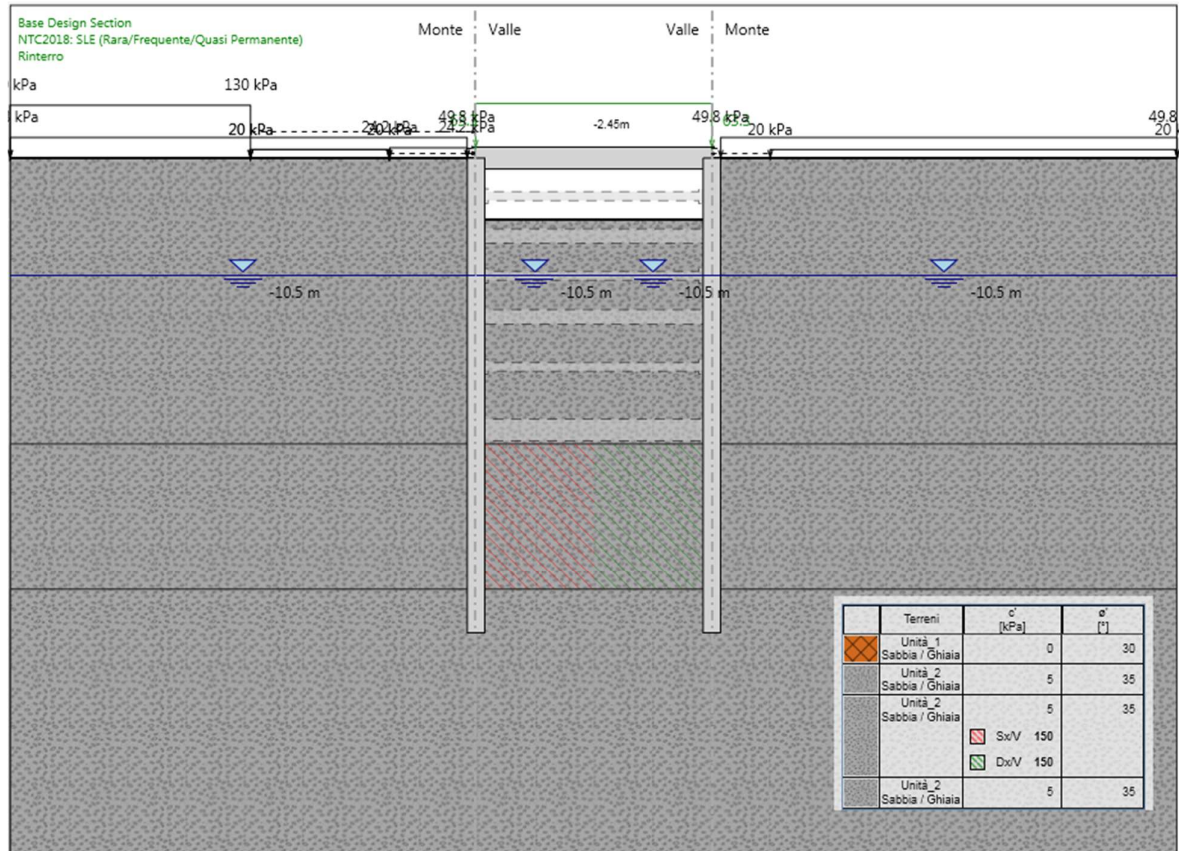 Base Design Section
NTC2018: SLE (Rara/Frequente/Quasi Permanente)
Rinterro
Monte Valle Valle Monte
kPa 130 kPa
kPa 49.8 kPa -2.45m 49.8 kPa 49.8
20 kPa 20 kPa 24.2 kPa 20 kPa 20
-10.5 m -10.5 m -10.5 m -10.5 m
Terreni c' ø'
[kPa] [°]
Unità_1
Sabbia / Ghiaia 0 30
Unità_2
Sabbia / Ghiaia 5 35
Unità_2
Sabbia / Ghiaia 5 35
Sx/V 150
Dx/V 150
Unità_2
Sabbia / Ghiaia 5 35